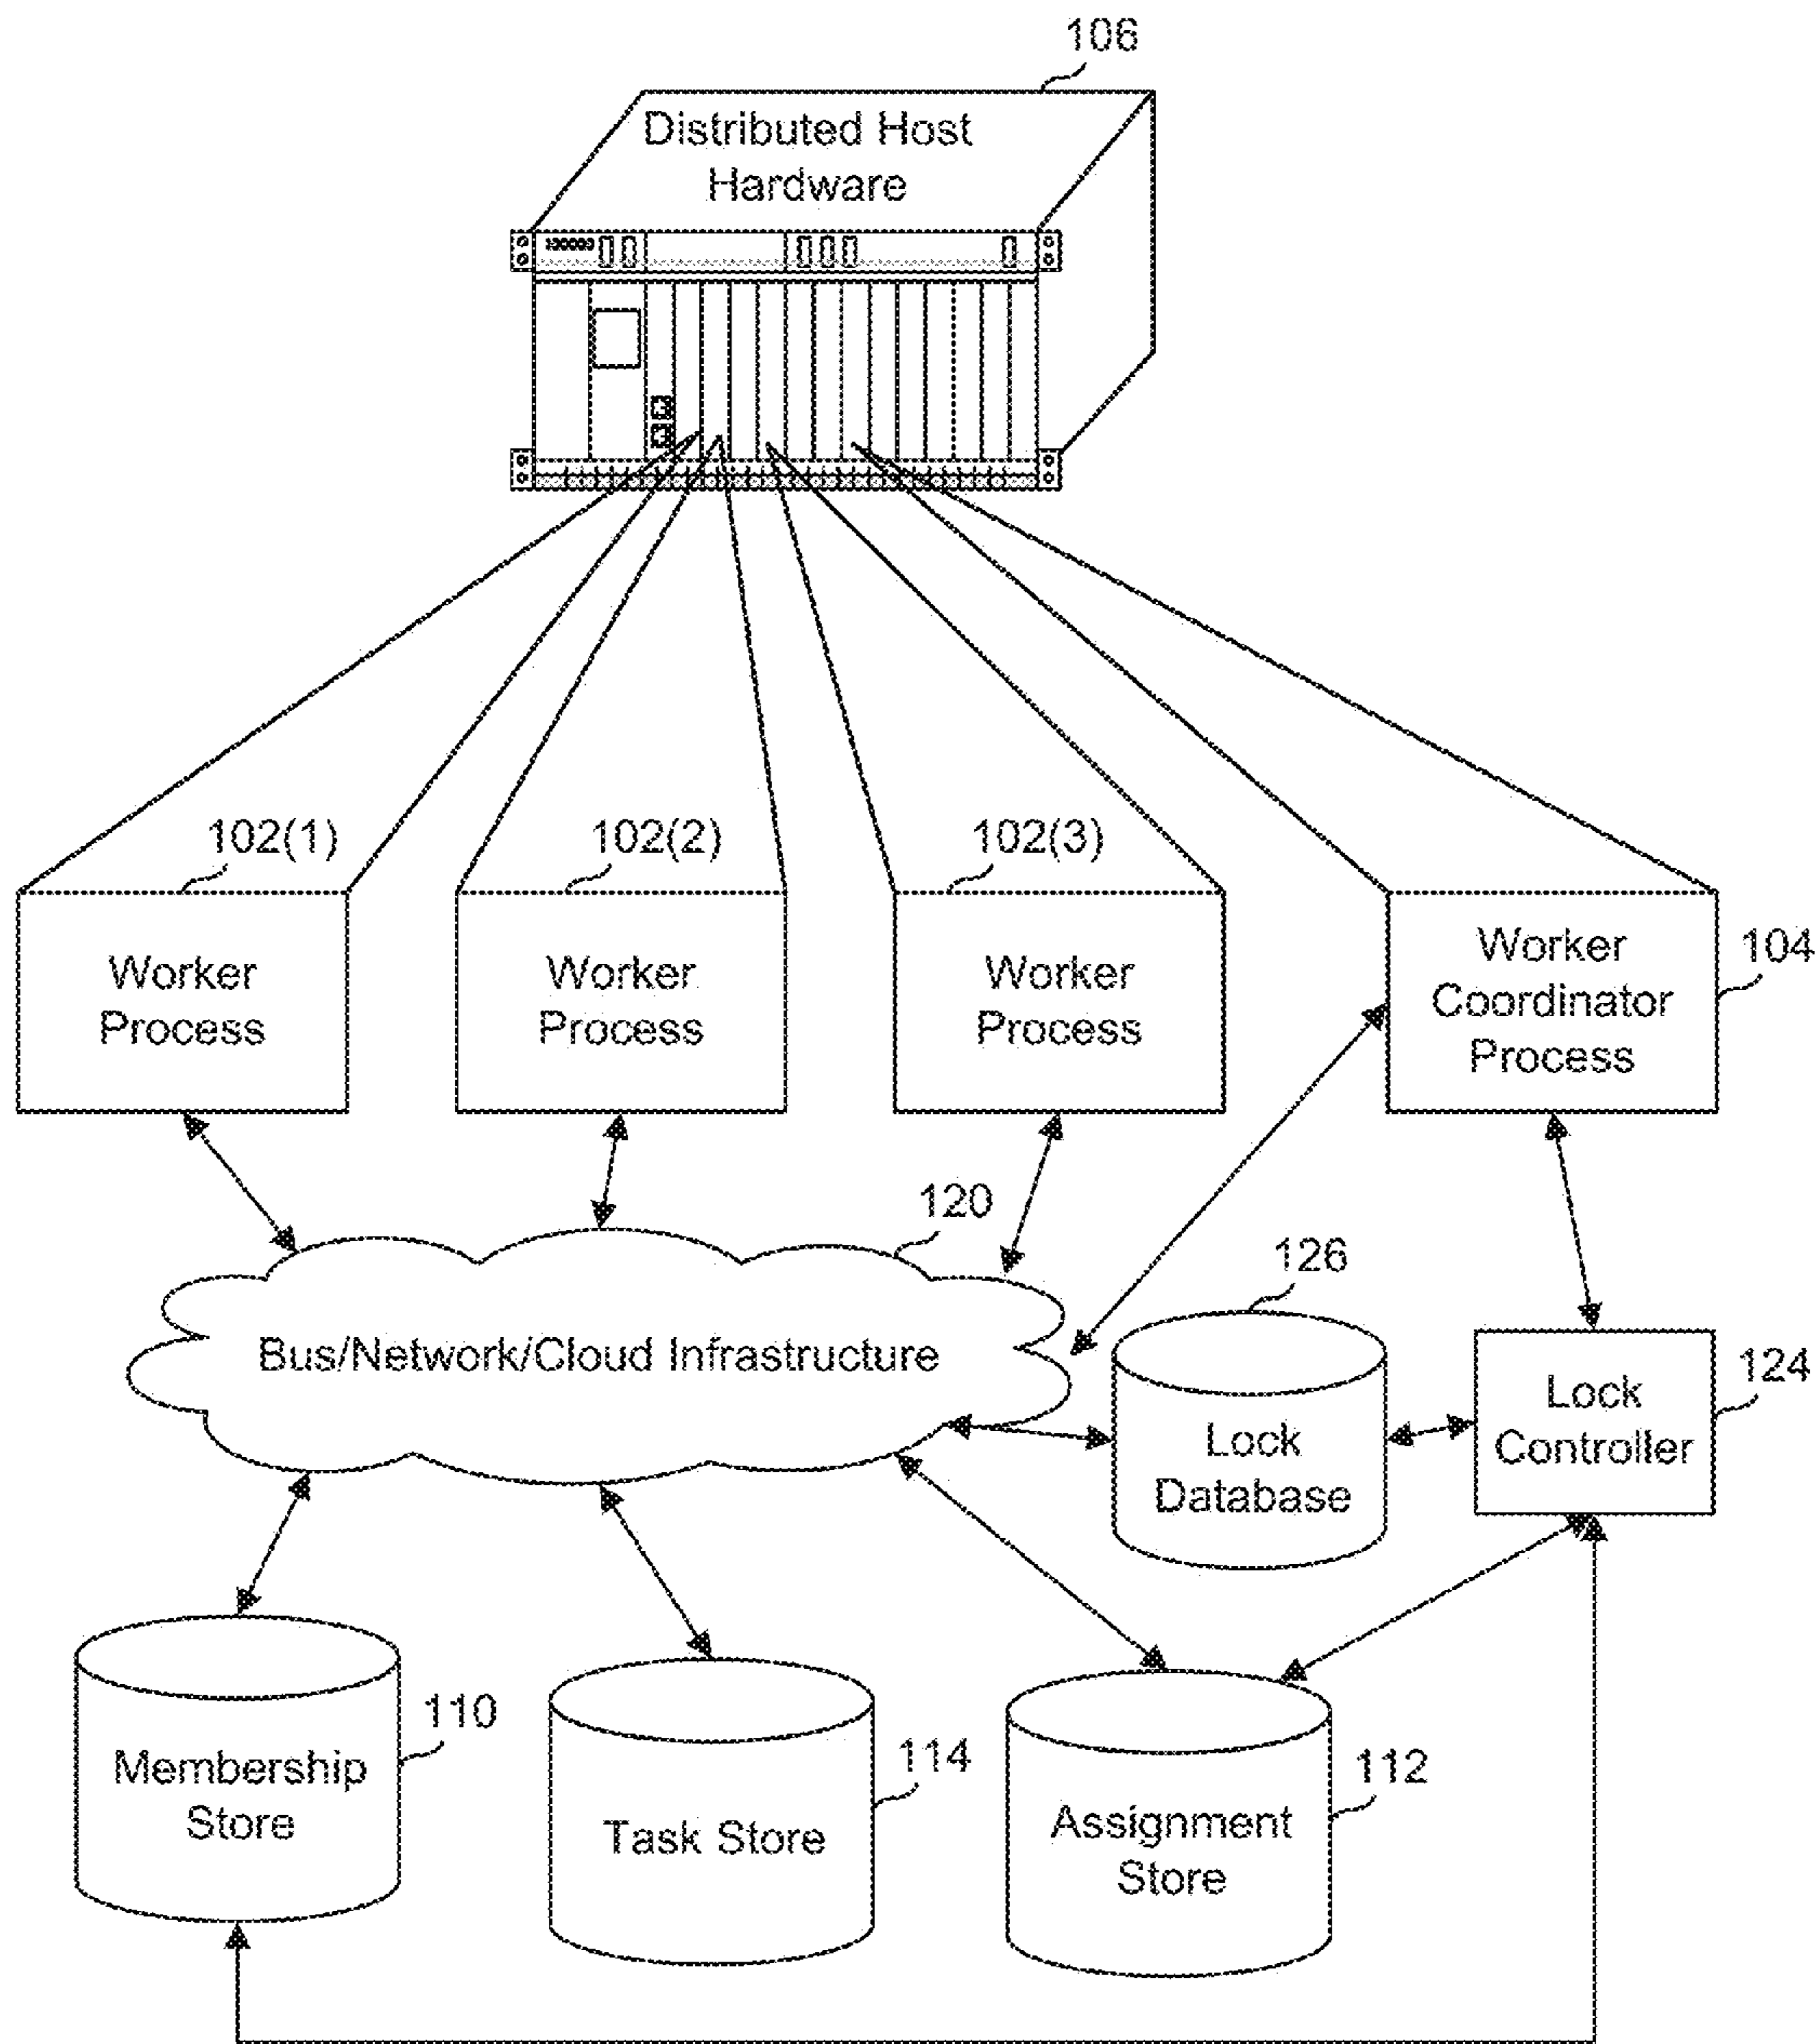 106
Distributed Host
Hardware
102(1)
102(2)
102(3)
Worker
Process
Worker
Process
Worker
Process
Worker
Coordinator
Process
104
120
126
Bus/Network/Cloud Infrastructure
Lock
Database
Lock
Controller
124
Membership
Store
110
Task Store
114
Assignment
Store
112